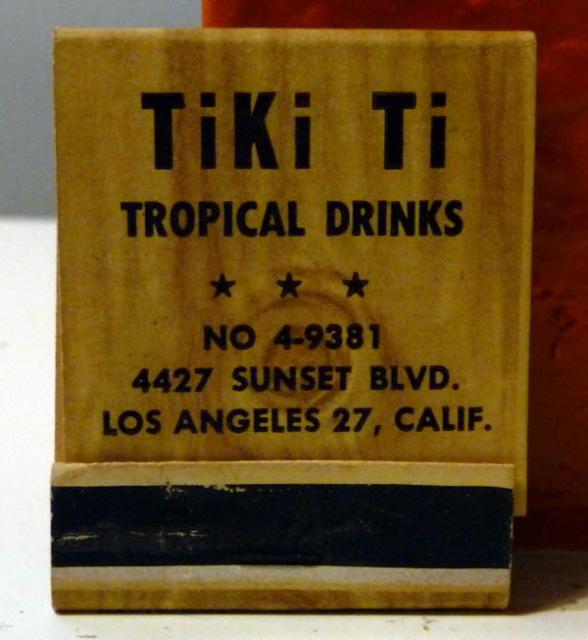 TiKi Ti
TROPICAL DRINKS
★ ★ ★
NO 4-9381
4427 SUNSET BLVD.
LOS ANGELES 27, CALIF.